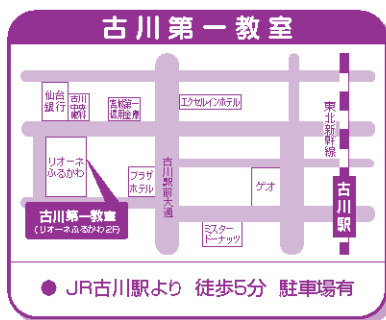 古川第一教室
仙台
銀行
古川
中央
眼科
宮城第一
信用金庫
エクセルインホテル
東北新幹線
リオーネ
ふるかわ
プラザ
ホテル
古川駅前大通
ゲオ
古川駅
古川第一教室
(リオーネふるかわ2F)
ミスター
ドーナッツ
● JR古川駅より 徒歩5分 駐車場有